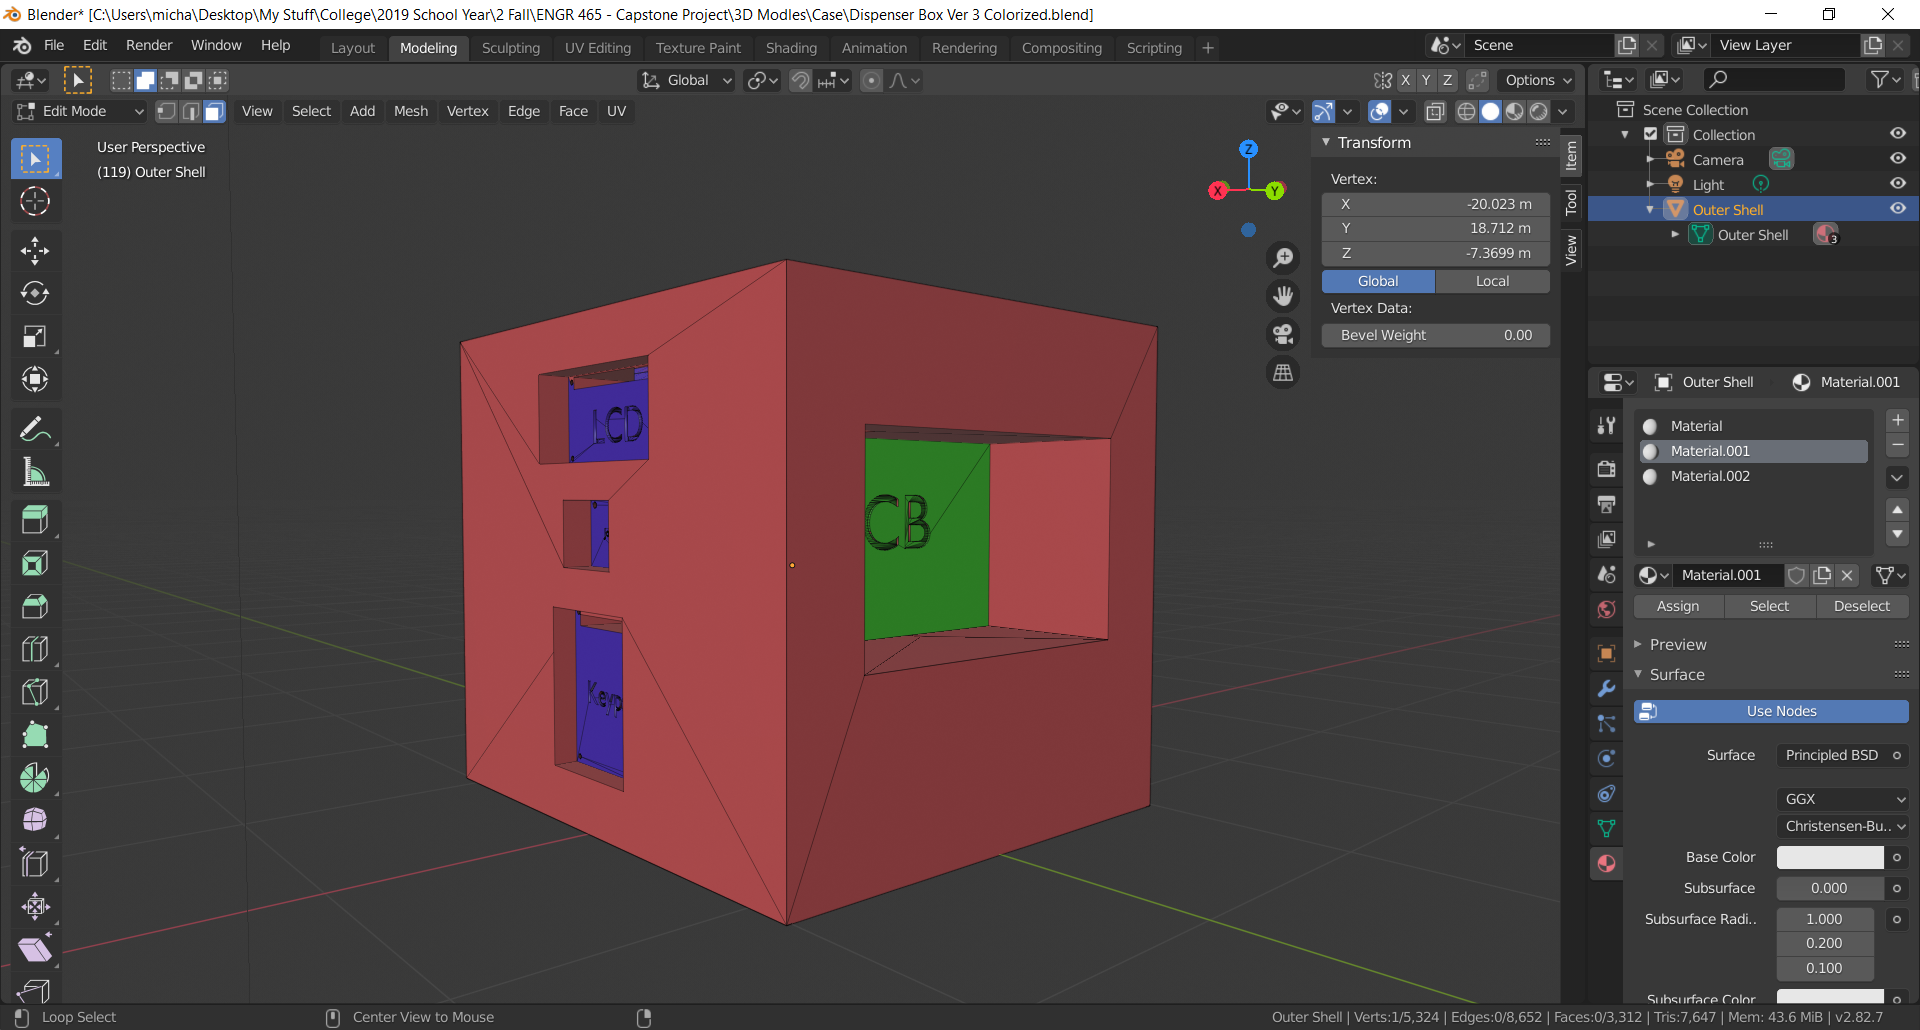 Blender* [C:\Users\micha\Desktop\My Stuff\College\2019 School Year\2 Fall\ENGR 465 - Capstone Project\3D Modles\Case\Dispenser Box Ver 3 Colorized.blend]
File Edit Render Window Help Layout Modeling Sculpting UV Editing Texture Paint Shading Animation Rendering Compositing Scripting + Scene View Layer
Global X Y Z Options
Edit Mode View Select Add Mesh Vertex Edge Face UV
User Perspective
(119) Outer Shell
Z
X
Y
LCD
CB
Keyp
Transform
Vertex:
X -20.023 m
Y 18.712 m
Z -7.3699 m
Global Local
Vertex Data:
Bevel Weight 0.00
Item
Tool
View
Scene Collection
Collection
Camera
Light
Outer Shell
Outer Shell 3
Outer Shell Material.001
Material
Material.001
Material.002
Material.001
Assign Select Deselect
Preview
Surface
Use Nodes
Surface Principled BSD
GGX
Christensen-Bu..
Base Color
Subsurface 0.000
Subsurface Radi.. 1.000
0.200
0.100
Subsurface Color
Loop Select Center View to Mouse Outer Shell | Verts:1/5,324 | Edges:0/8,652 | Faces:0/3,312 | Tris:7,647 | Mem: 43.6 MiB | v2.82.7